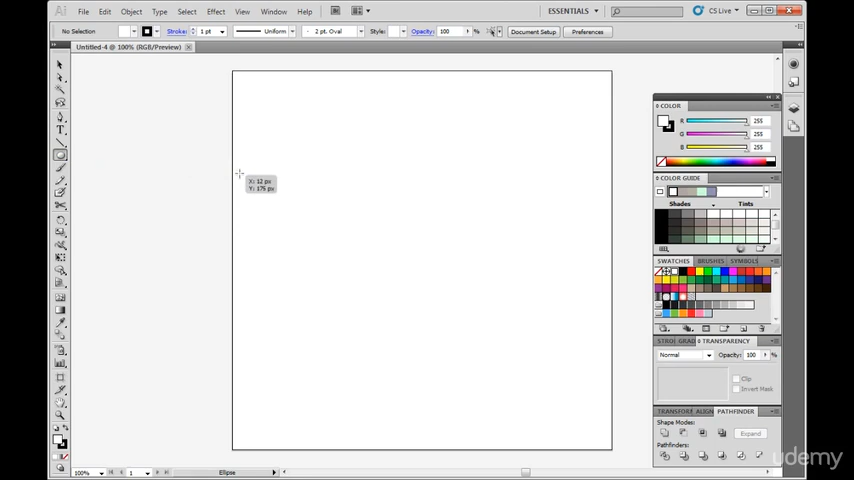 Ai File Edit Object Type Select Effect View Window Help ESSENTIALS CS Live
No Selection Stroke: 1 pt Uniform 2 pt. Oval Style: Opacity: 100 % Document Setup Preferences
Untitled-4 @ 100% (RGB/Preview)
X: 12 px
Y: 175 px
COLOR
R 255
G 255
B 255
COLOR GUIDE
Shades Tints
SWATCHES BRUSHES SYMBOLS
STRO GRAD TRANSPARENCY
Normal Opacity: 100 %
Clip
Invert Mask
TRANSFORM ALIGN PATHFINDER
Shape Modes:
Expand
Pathfinders:
100% 1 Ellipse
udemy